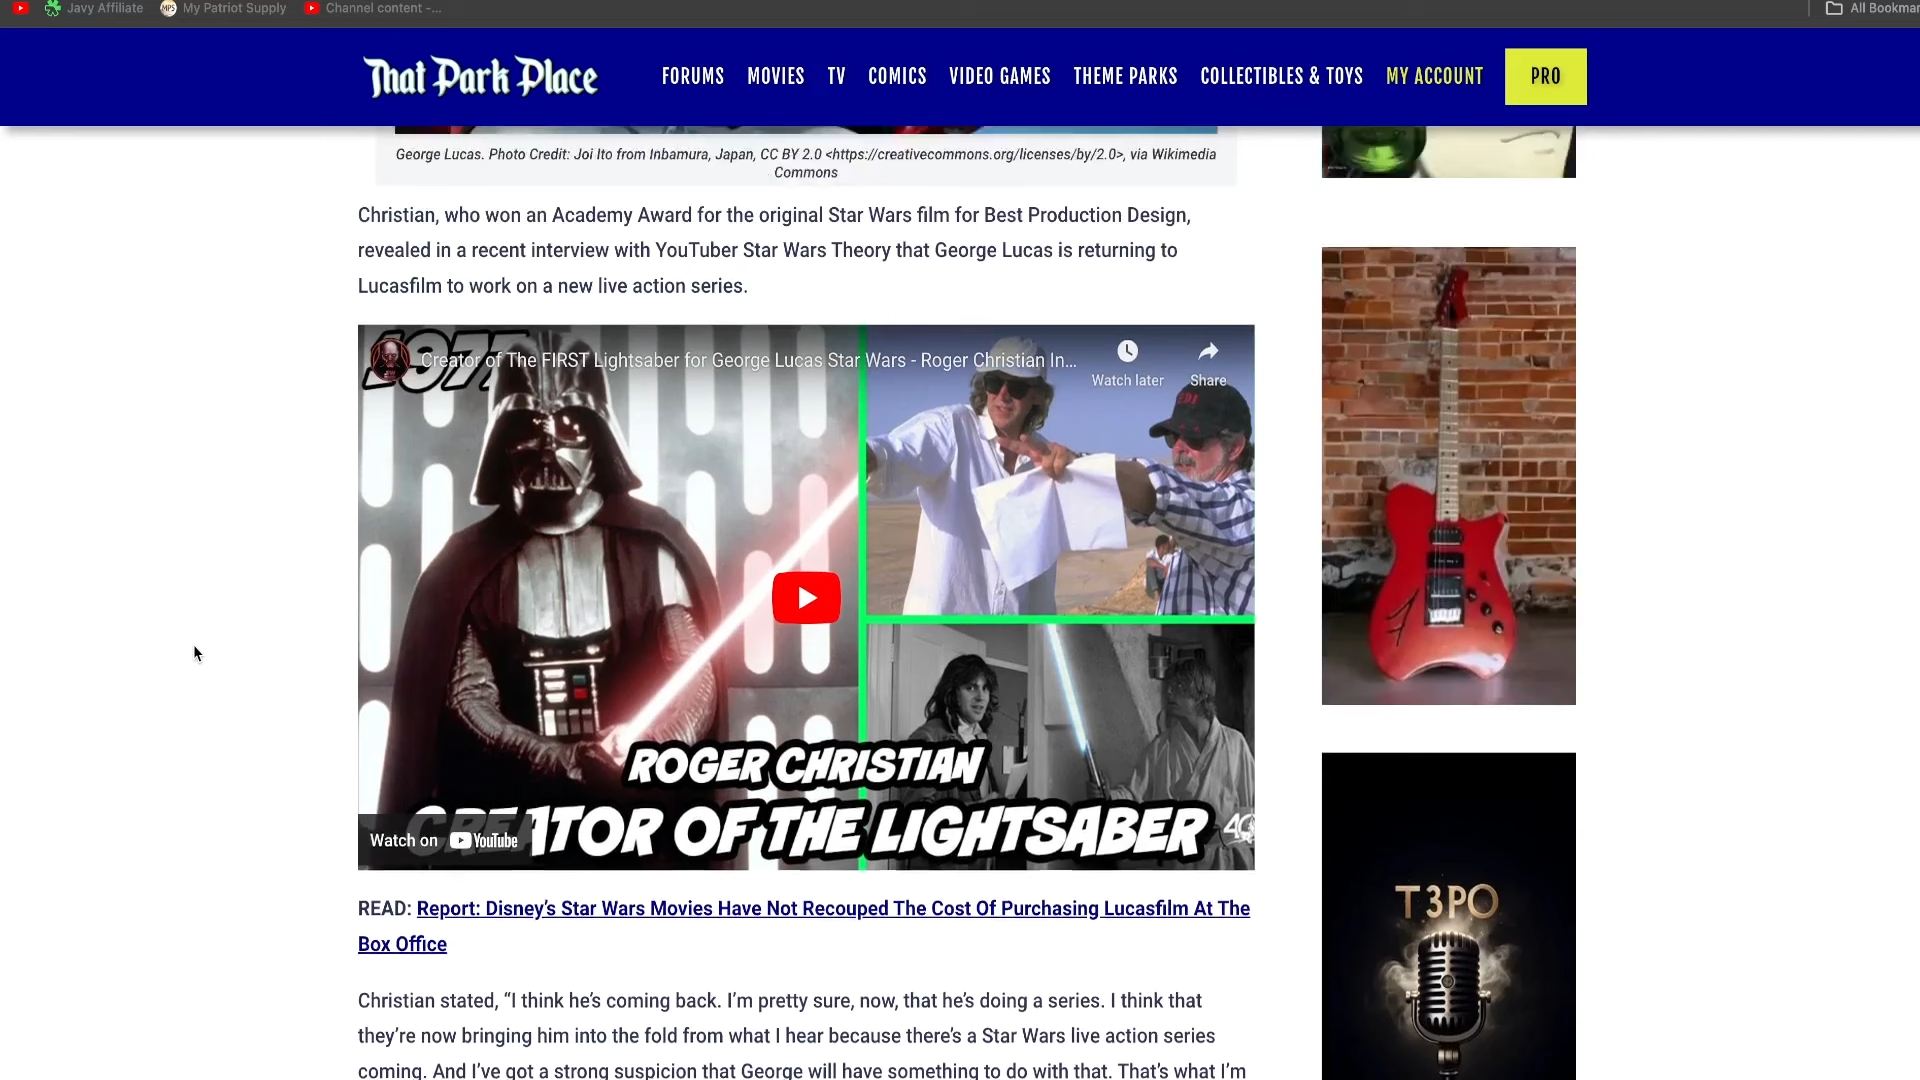 Javy Affiliate
My Patriot Supply
Channel content -...
All Bookmar
That Park Place
FORUMS MOVIES TV COMICS VIDEO GAMES THEME PARKS COLLECTIBLES & TOYS MY ACCOUNT PRO
George Lucas. Photo Credit: Joi Ito from Inbamura, Japan, CC BY 2.0 <https://creativecommons.org/licenses/by/2.0>, via Wikimedia
Commons
Christian, who won an Academy Award for the original Star Wars film for Best Production Design,
revealed in a recent interview with YouTuber Star Wars Theory that George Lucas is returning to
Lucasfilm to work on a new live action series.
1977
Creator of The FIRST Lightsaber for George Lucas Star Wars - Roger Christian In...
Watch later
Share
ROGER CHRISTIAN
CREATOR OF THE LIGHTSABER
Watch on YouTube
READ: Report: Disney’s Star Wars Movies Have Not Recouped The Cost Of Purchasing Lucasfilm At The
Box Office
Christian stated, “I think he’s coming back. I’m pretty sure, now, that he’s doing a series. I think that
they’re now bringing him into the fold from what I hear because there’s a Star Wars live action series
coming. And I’ve got a strong suspicion that George will have something to do with that. That’s what I’m
T3PO